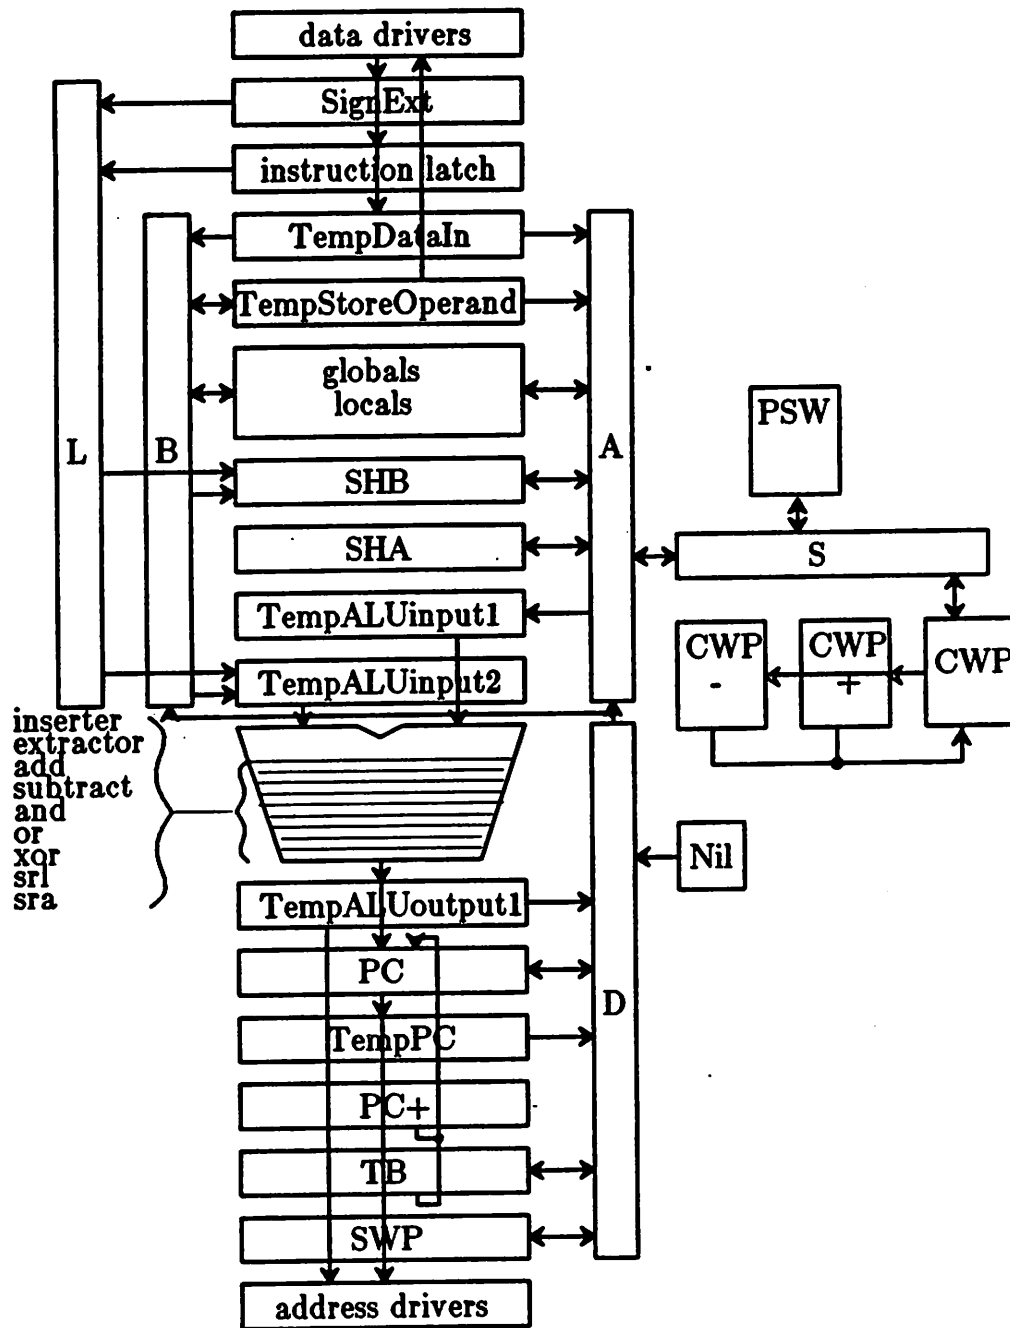 data drivers
SignExt
instruction latch
TempDataIn
TempStoreOperand
globals
locals
L
B
A
SHB
SHA
TempALUinput1
TempALUinput2
PSW
S
CWP
-
CWP
+
CWP
inserter
extractor
add
subtract
and
or
xor
srl
sra
Nil
TempALUoutput1
PC
D
TempPC
PC+
TB
SWP
address drivers